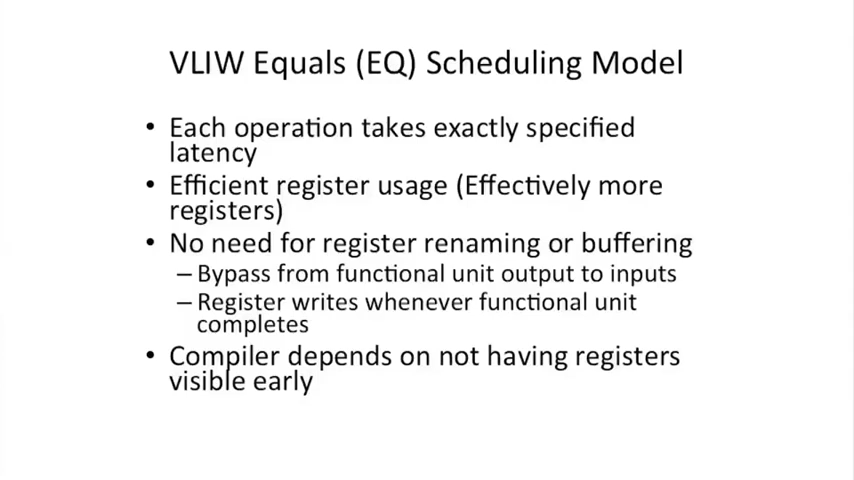 VLIW Equals (EQ) Scheduling Model
• Each operation takes exactly specified
latency
• Efficient register usage (Effectively more
registers)
• No need for register renaming or buffering
– Bypass from functional unit output to inputs
– Register writes whenever functional unit
completes
• Compiler depends on not having registers
visible early